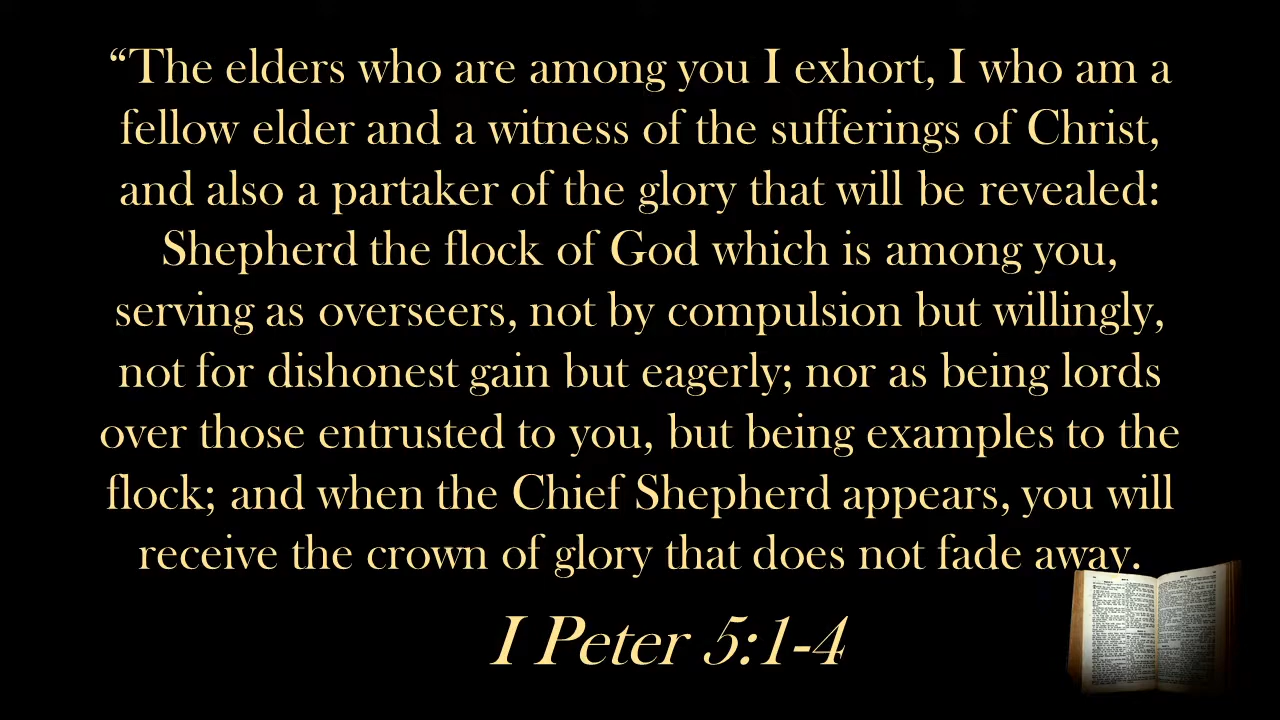 “The elders who are among you I exhort, I who am a
fellow elder and a witness of the sufferings of Christ,
and also a partaker of the glory that will be revealed:
Shepherd the flock of God which is among you,
serving as overseers, not by compulsion but willingly,
not for dishonest gain but eagerly; nor as being lords
over those entrusted to you, but being examples to the
flock; and when the Chief Shepherd appears, you will
receive the crown of glory that does not fade away.
I Peter 5:1-4